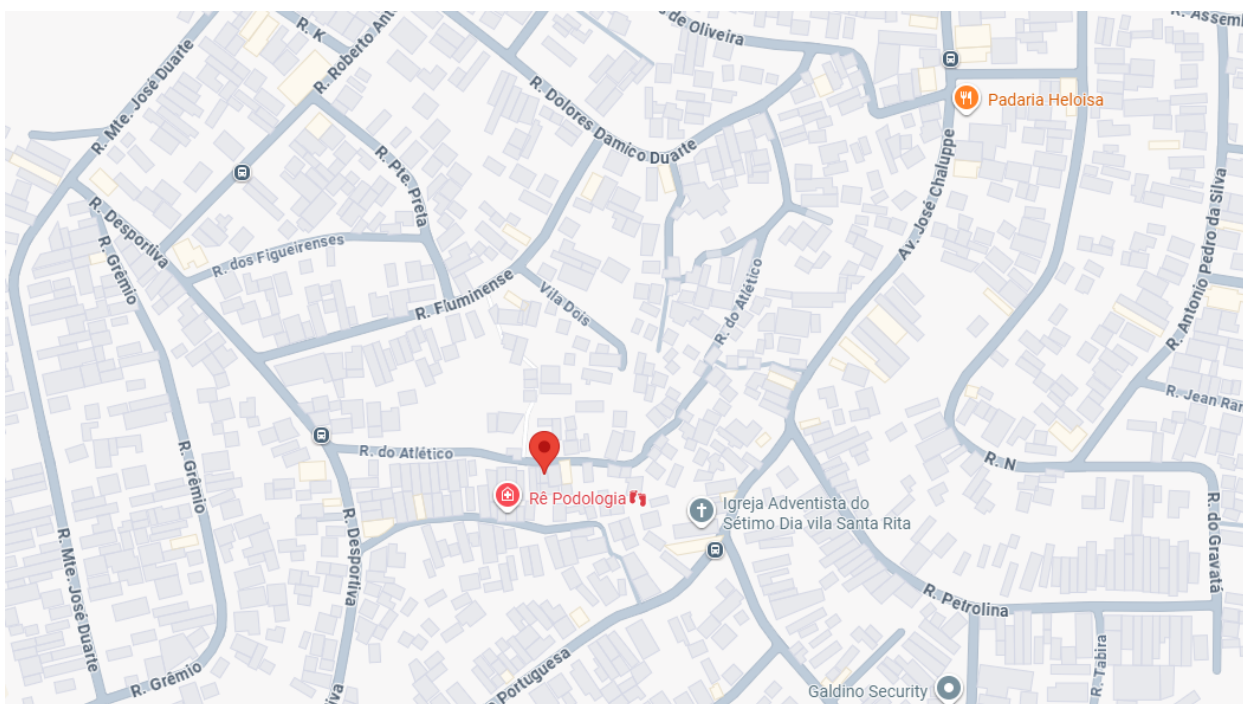 R. K
R. Roberto Ant
R. Mte. José Duarte
R. Dolores Damico Duarte
de Oliveira
R. Assem
Padaria Heloisa
R. Pte. Preta
Av. José Chaluppe
R. Antonio Pedro da Silva
R. Desportiva
R. Grêmio
R. dos Figueirenses
R. Fluminense
Vila Dois
R. do Atlético
R. Jean Ran
R. do Atlético
R. Grêmio
R. N
Rê Podologia
Igreja Adventista do
Sétimo Dia vila Santa Rita
R. do Gravatá
R. Desportiva
R. Mte. José Duarte
R. Petrolina
R. Tabira
R. Grêmio
Portuguesa
iva
Galdino Security